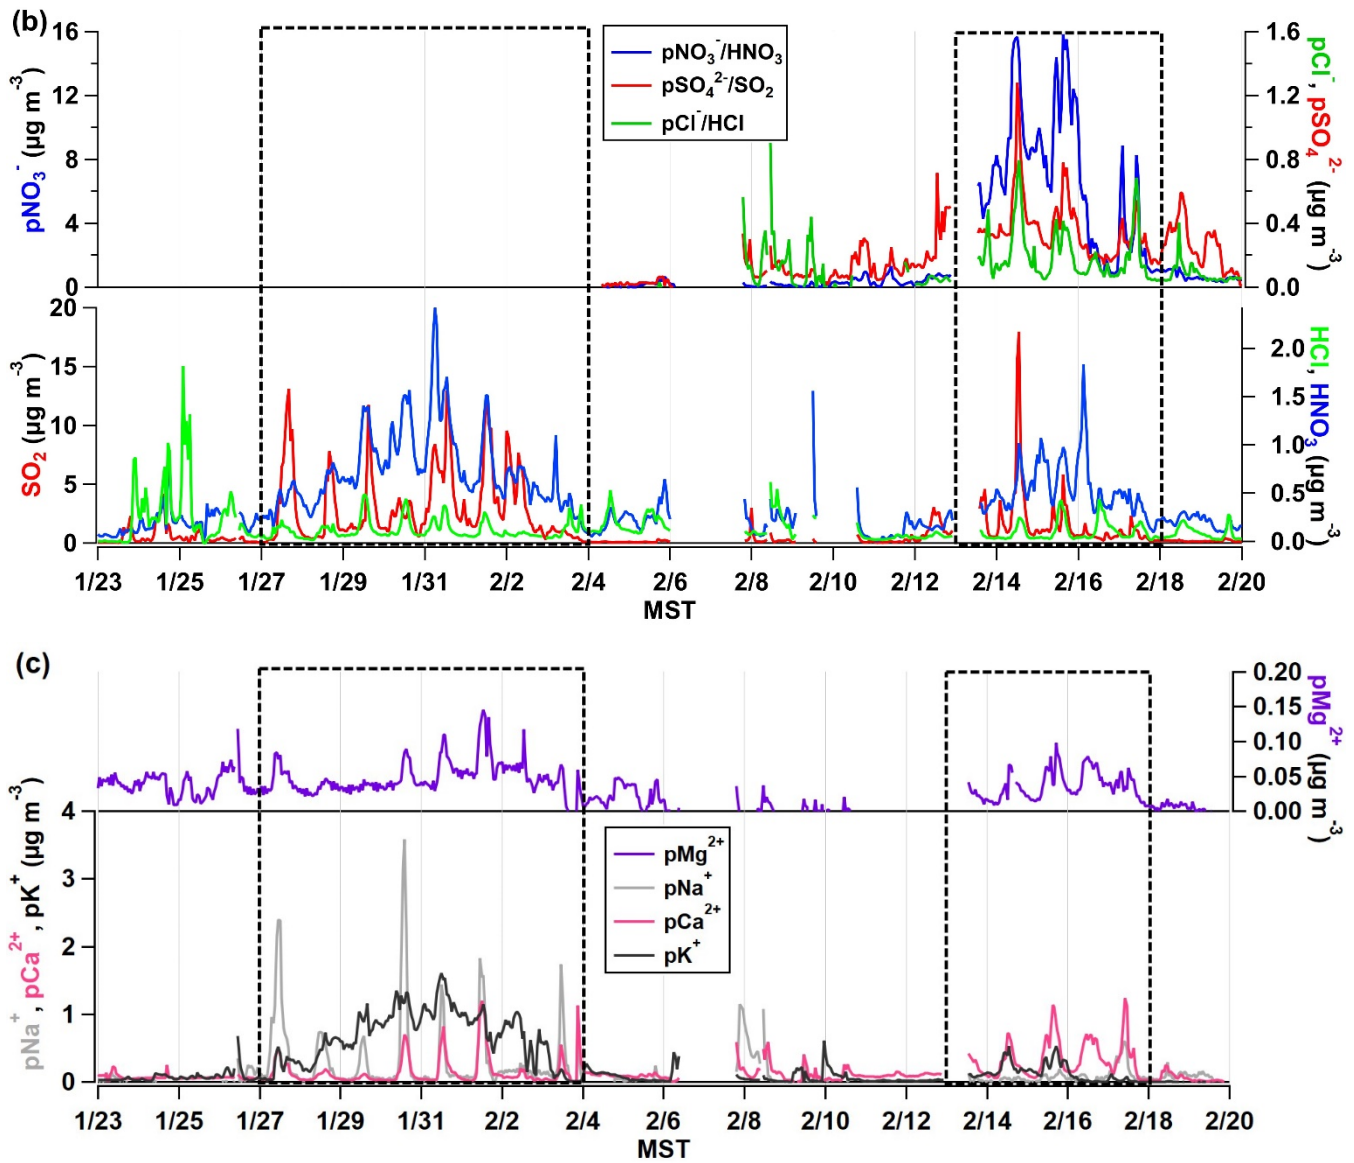 (b)
16
12
8
4
0
pNO₃⁻ (µg m⁻³)
pNO₃⁻/HNO₃
pSO₄²⁻/SO₂
pCl⁻/HCl
1.6
1.2
0.8
0.4
0.0
pCl⁻, pSO₄²⁻ (µg m⁻³)
20
15
10
5
0
SO₂ (µg m⁻³)
2.0
1.5
1.0
0.5
0.0
HCl, HNO₃ (µg m⁻³)
1/23 1/25 1/27 1/29 1/31 2/2 2/4 2/6 2/8 2/10 2/12 2/14 2/16 2/18 2/20
MST
(c)
0.20
0.15
0.10
0.05
0.00
pMg²⁺ (µg m⁻³)
4
3
2
1
0
pNa⁺, pCa²⁺, pK⁺ (µg m⁻³)
pMg²⁺
pNa⁺
pCa²⁺
pK⁺
1/23 1/25 1/27 1/29 1/31 2/2 2/4 2/6 2/8 2/10 2/12 2/14 2/16 2/18 2/20
MST